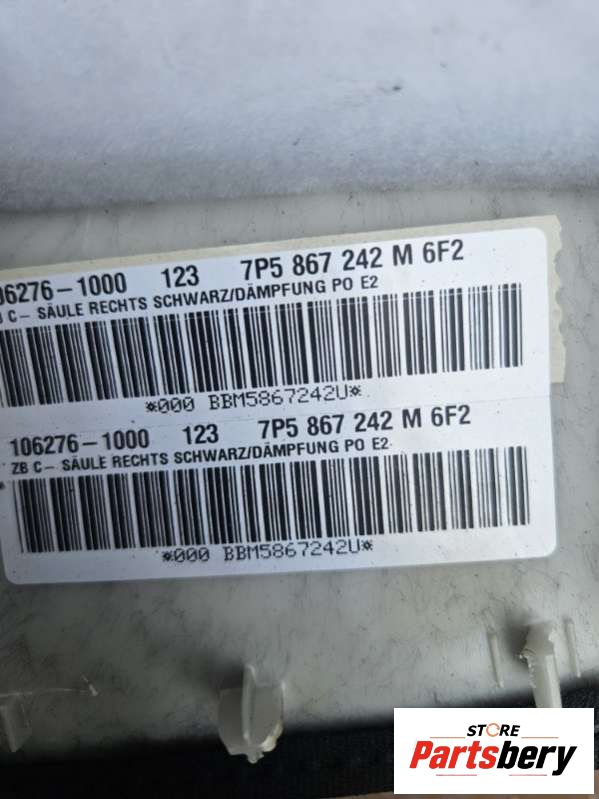 06276-1000 123 7P5 867 242 M 6F2
B C- SÄULE RECHTS SCHWARZ/DÄMPFUNG PO E2
*000 BBM5867242U*
106276-1000 123 7P5 867 242 M 6F2
ZB C- SÄULE RECHTS SCHWARZ/DÄMPFUNG PO E2
*000 BBM5867242U*
STORE
Partsbery